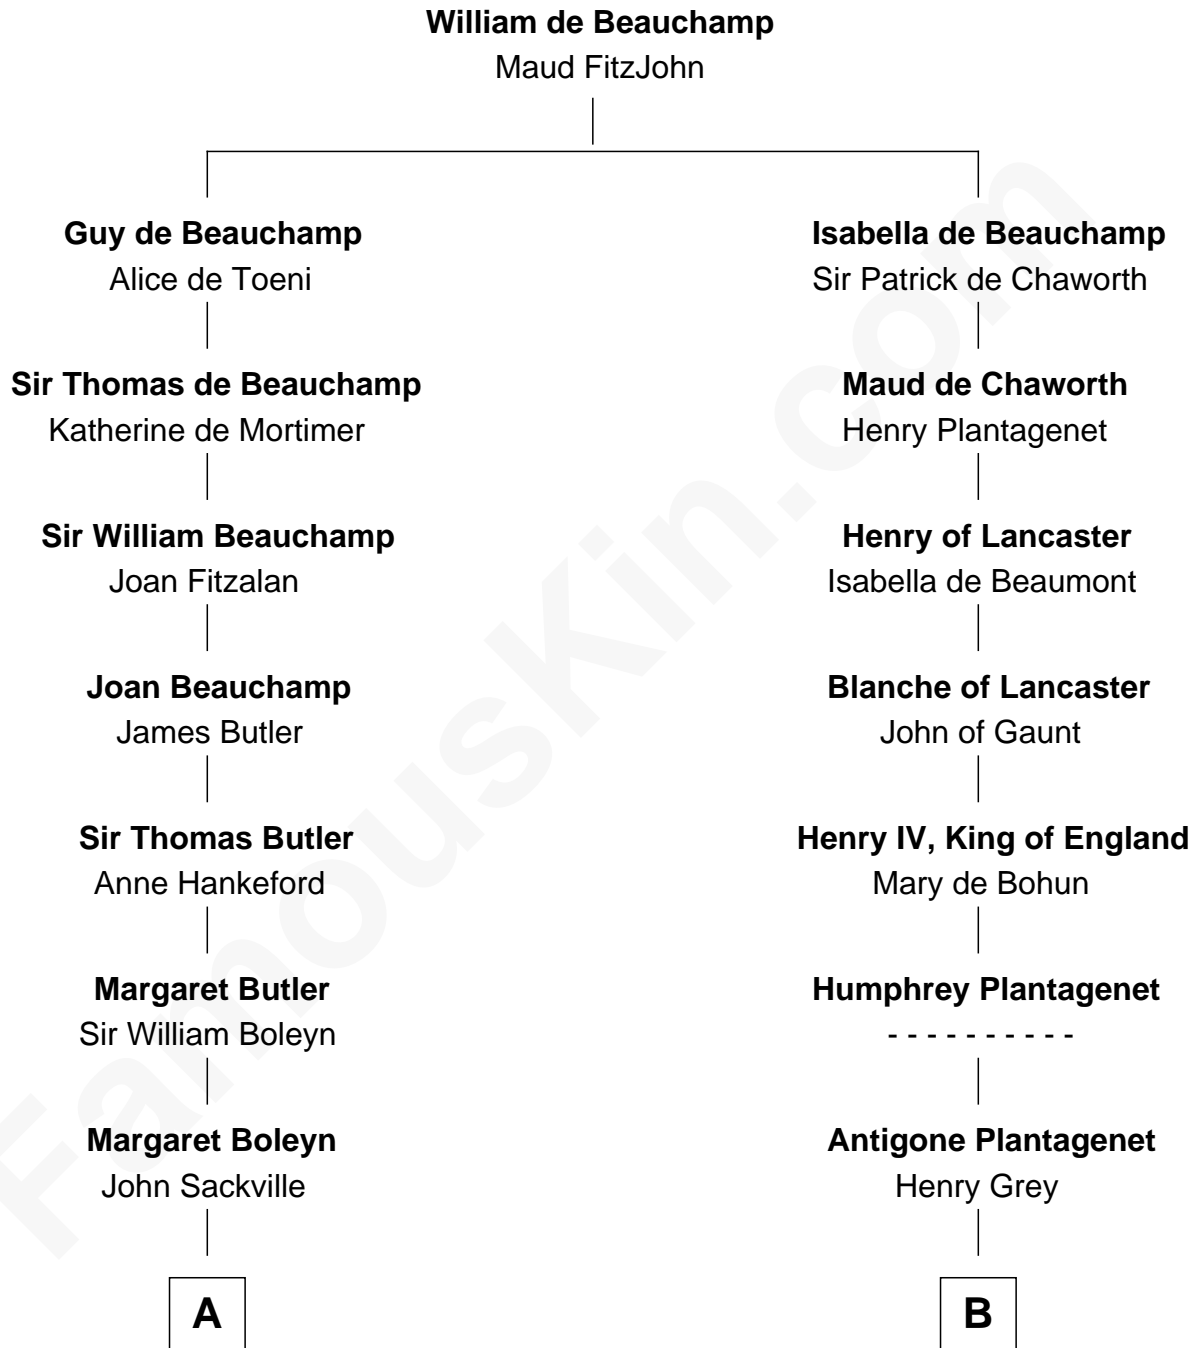 William de Beauchamp
Maud FitzJohn
Guy de Beauchamp
Alice de Toeni
Isabella de Beauchamp
Sir Patrick de Chaworth
Sir Thomas de Beauchamp
Katherine de Mortimer
Maud de Chaworth
Henry Plantagenet
Sir William Beauchamp
Joan Fitzalan
Henry of Lancaster
Isabella de Beaumont
Joan Beauchamp
James Butler
Blanche of Lancaster
John of Gaunt
Sir Thomas Butler
Anne Hankeford
Henry IV, King of England
Mary de Bohun
Margaret Butler
Sir William Boleyn
Humphrey Plantagenet
- - - - - - - - - -
Margaret Boleyn
John Sackville
Antigone Plantagenet
Henry Grey
A
B
FamousKin.com